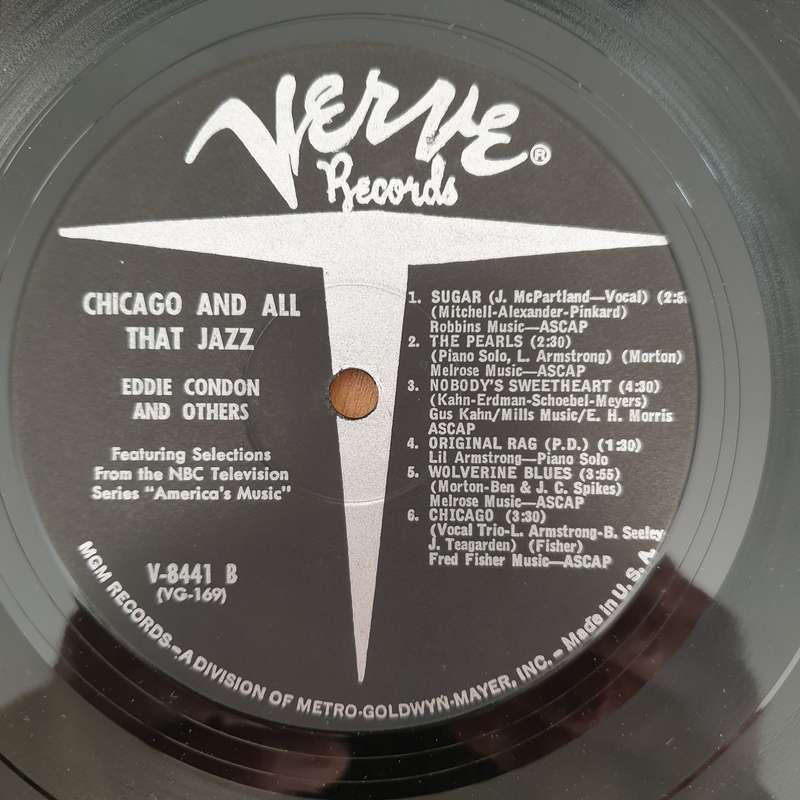 VERVE®
Records
CHICAGO AND ALL
THAT JAZZ
EDDIE CONDON
AND OTHERS
Featuring Selections
From the NBC Television
Series "America's Music"
V-8441 B
(VG-169)
1. SUGAR (J. McPartland—Vocal)
(Mitchell-Alexander-Pinkard)
Robbins Music—ASCAP
2. THE PEARLS (2:30)
(Piano Solo, L. Armstrong) (Morton)
Melrose Music—ASCAP
3. NOBODY'S SWEETHEART (4:30)
(Kahn-Erdman-Schoebel-Meyers)
Gus Kahn/Mills Music/E. H. Morris
ASCAP
4. ORIGINAL RAG (P.D.) (1:30)
Lil Armstrong—Piano Solo
5. WOLVERINE BLUES (3:55)
(Morton-Ben & J. C. Spikes)
Melrose Music—ASCAP
6. CHICAGO (3:30)
(Vocal Trio-L. Armstrong-B. Seeley
J. Teagarden) (Fisher)
Fred Fisher Music—ASCAP
MGM RECORDS—A DIVISION OF METRO-GOLDWYN-MAYER, INC. – Made in U. S. A.